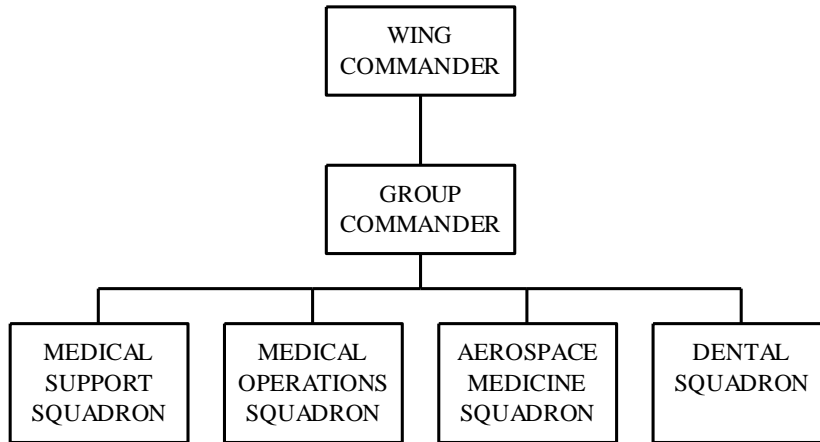 WING
COMMANDER
GROUP
COMMANDER
MEDICAL
SUPPORT
SQUADRON
MEDICAL
OPERATIONS
SQUADRON
AEROSPACE
MEDICINE
SQUADRON
DENTAL
SQUADRON